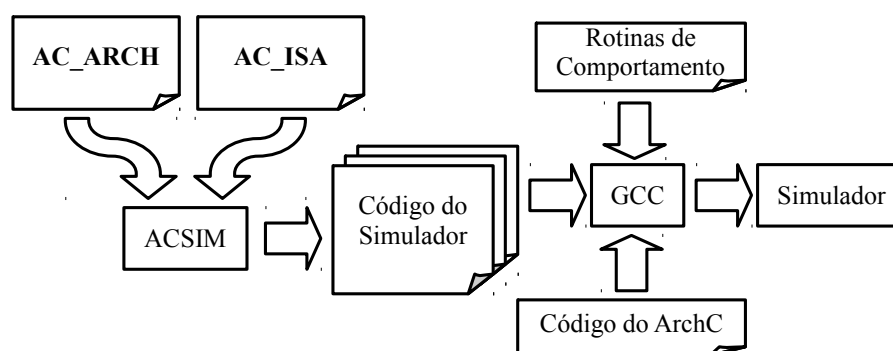 AC_ARCH
AC_ISA
Rotinas de
Comportamento
ACSIM
Código do
Simulador
GCC
Simulador
Código do ArchC